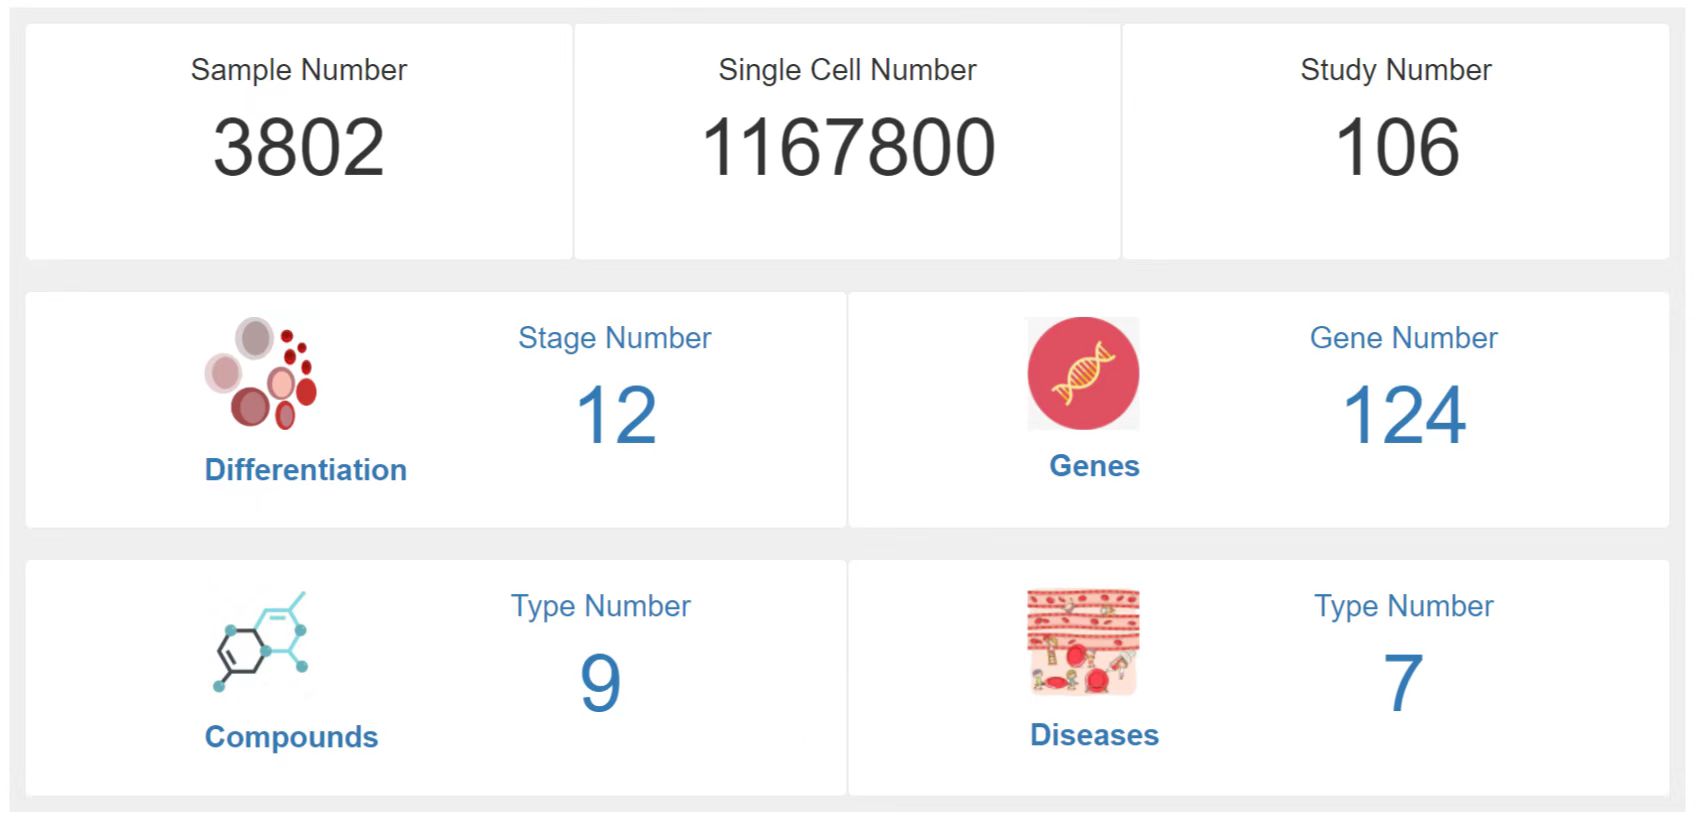 Sample Number
3802
Single Cell Number
1167800
Study Number
106
Differentiation
Stage Number
12
Genes
Gene Number
124
Compounds
Type Number
9
Diseases
Type Number
7